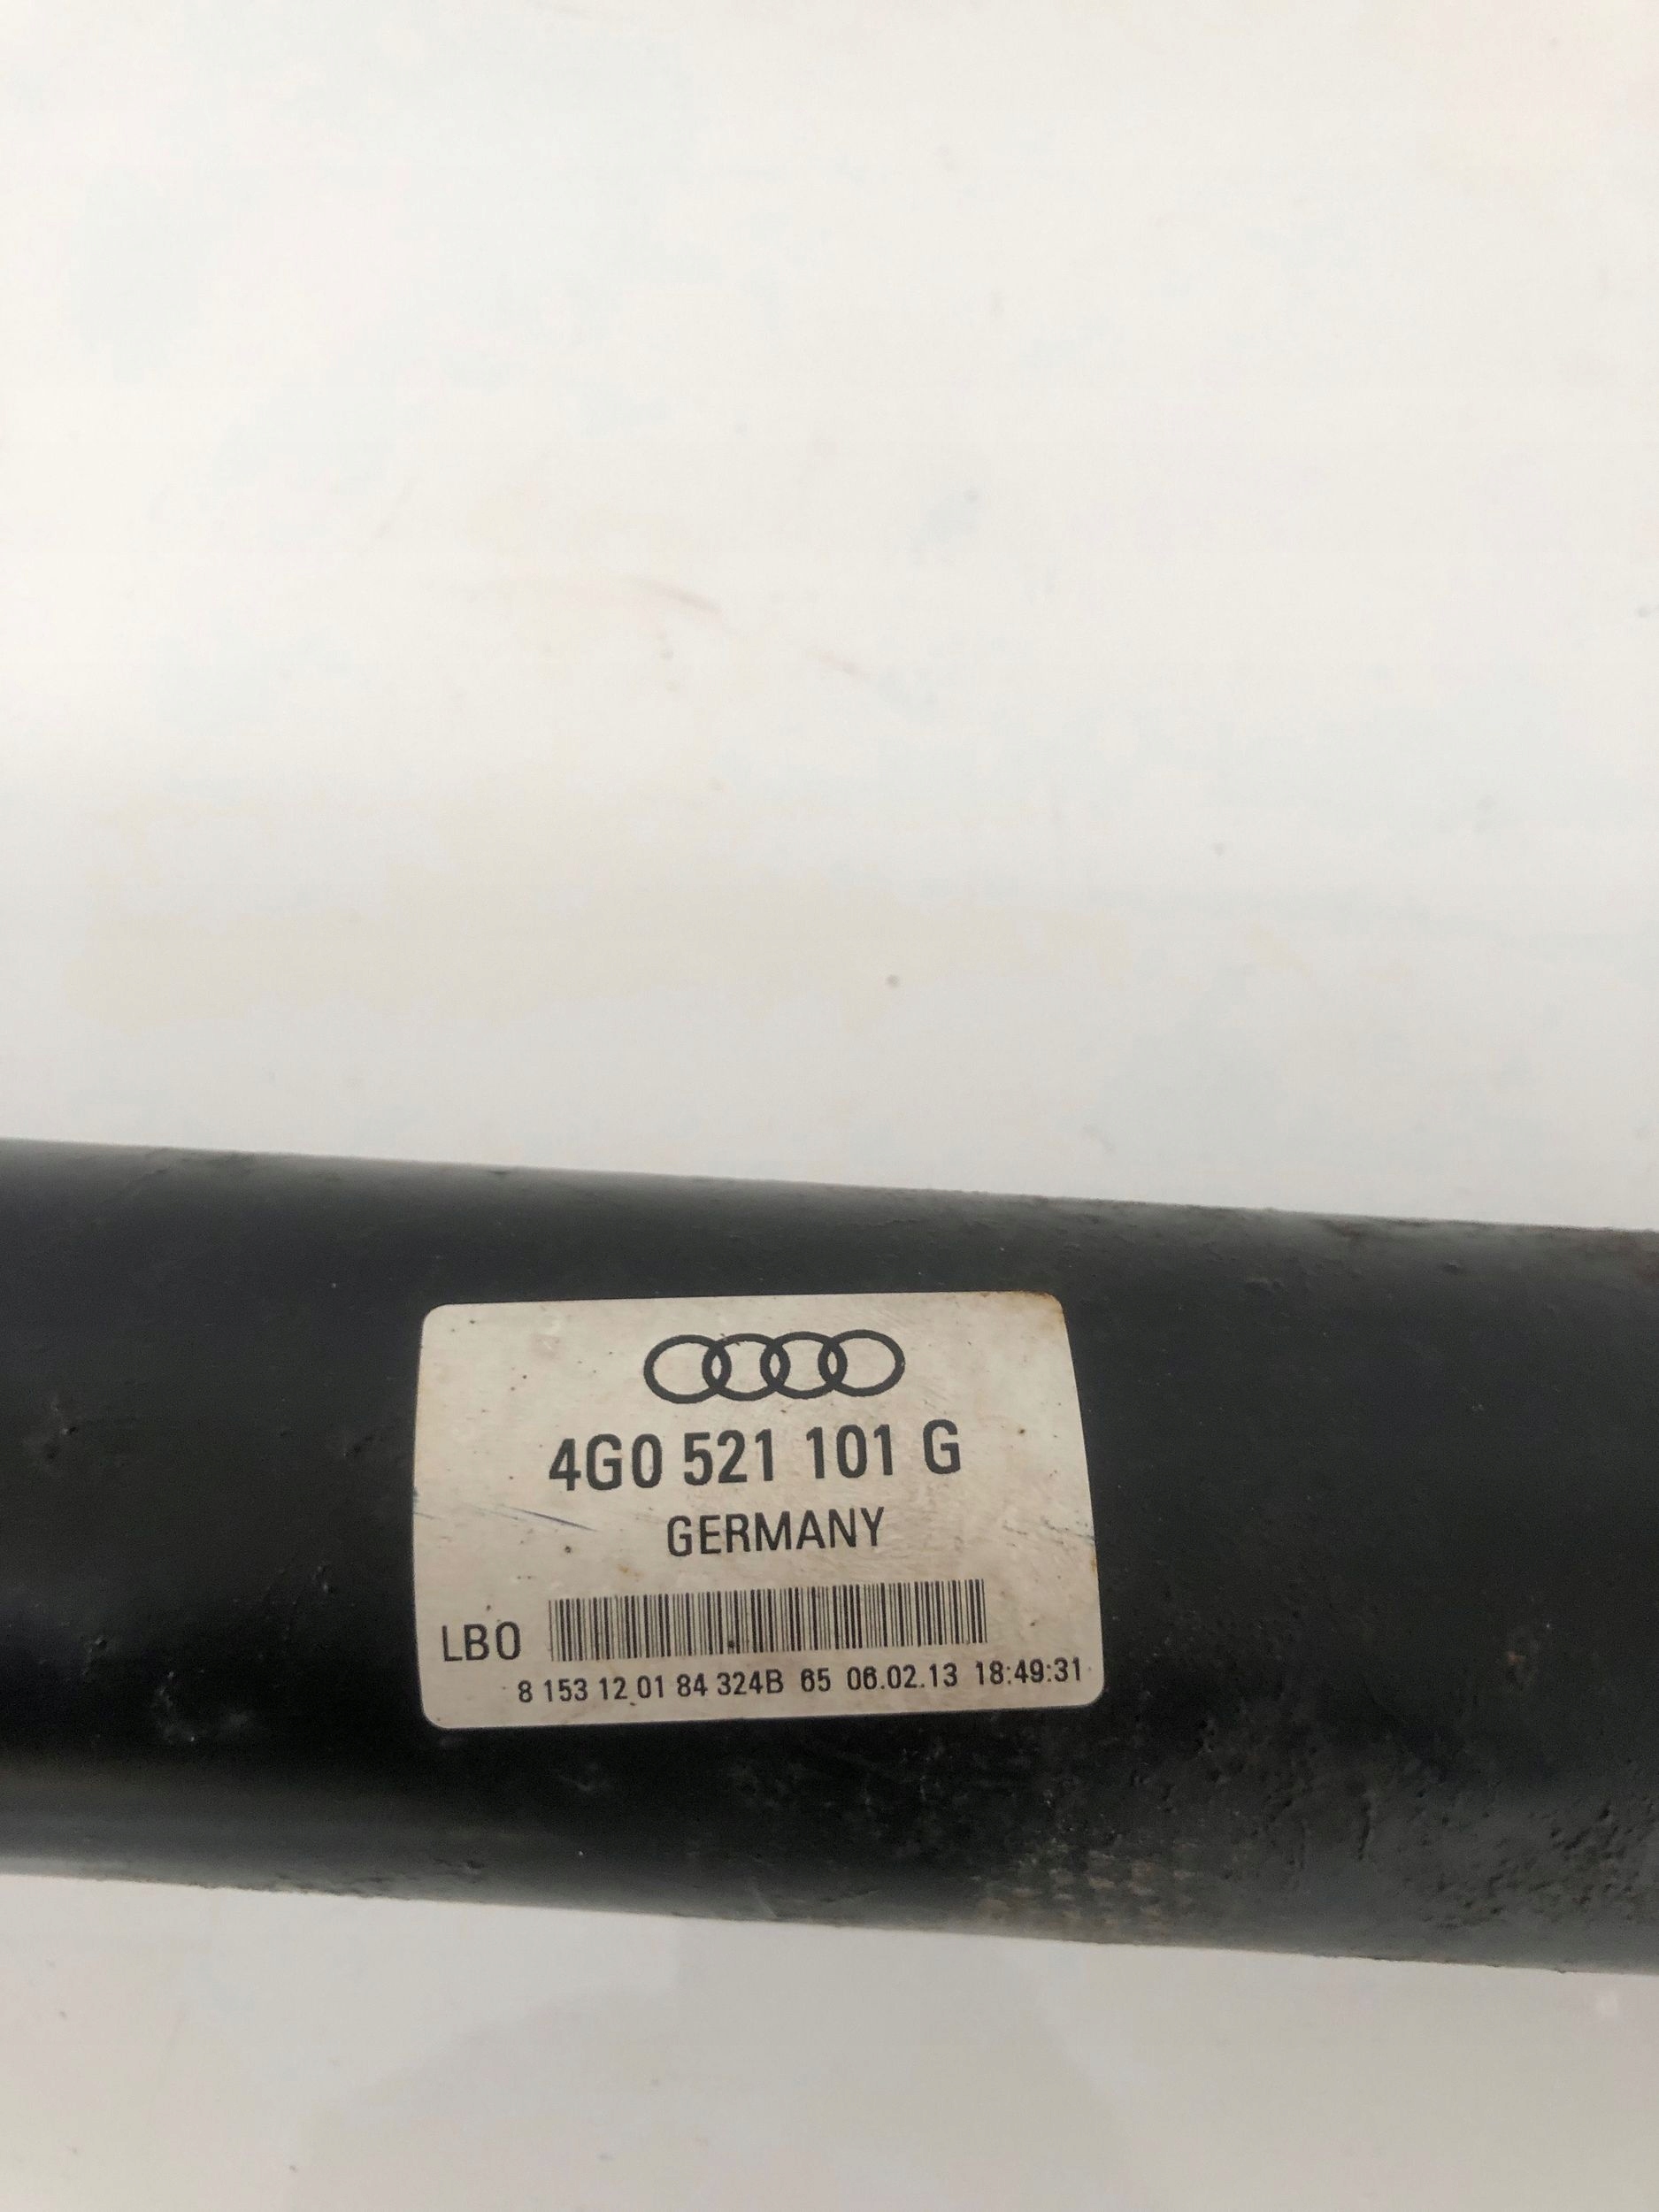 4G0 521 101 G
GERMANY
LBO
8 153 12 01 84 324B 65 06.02.13 18:49:31